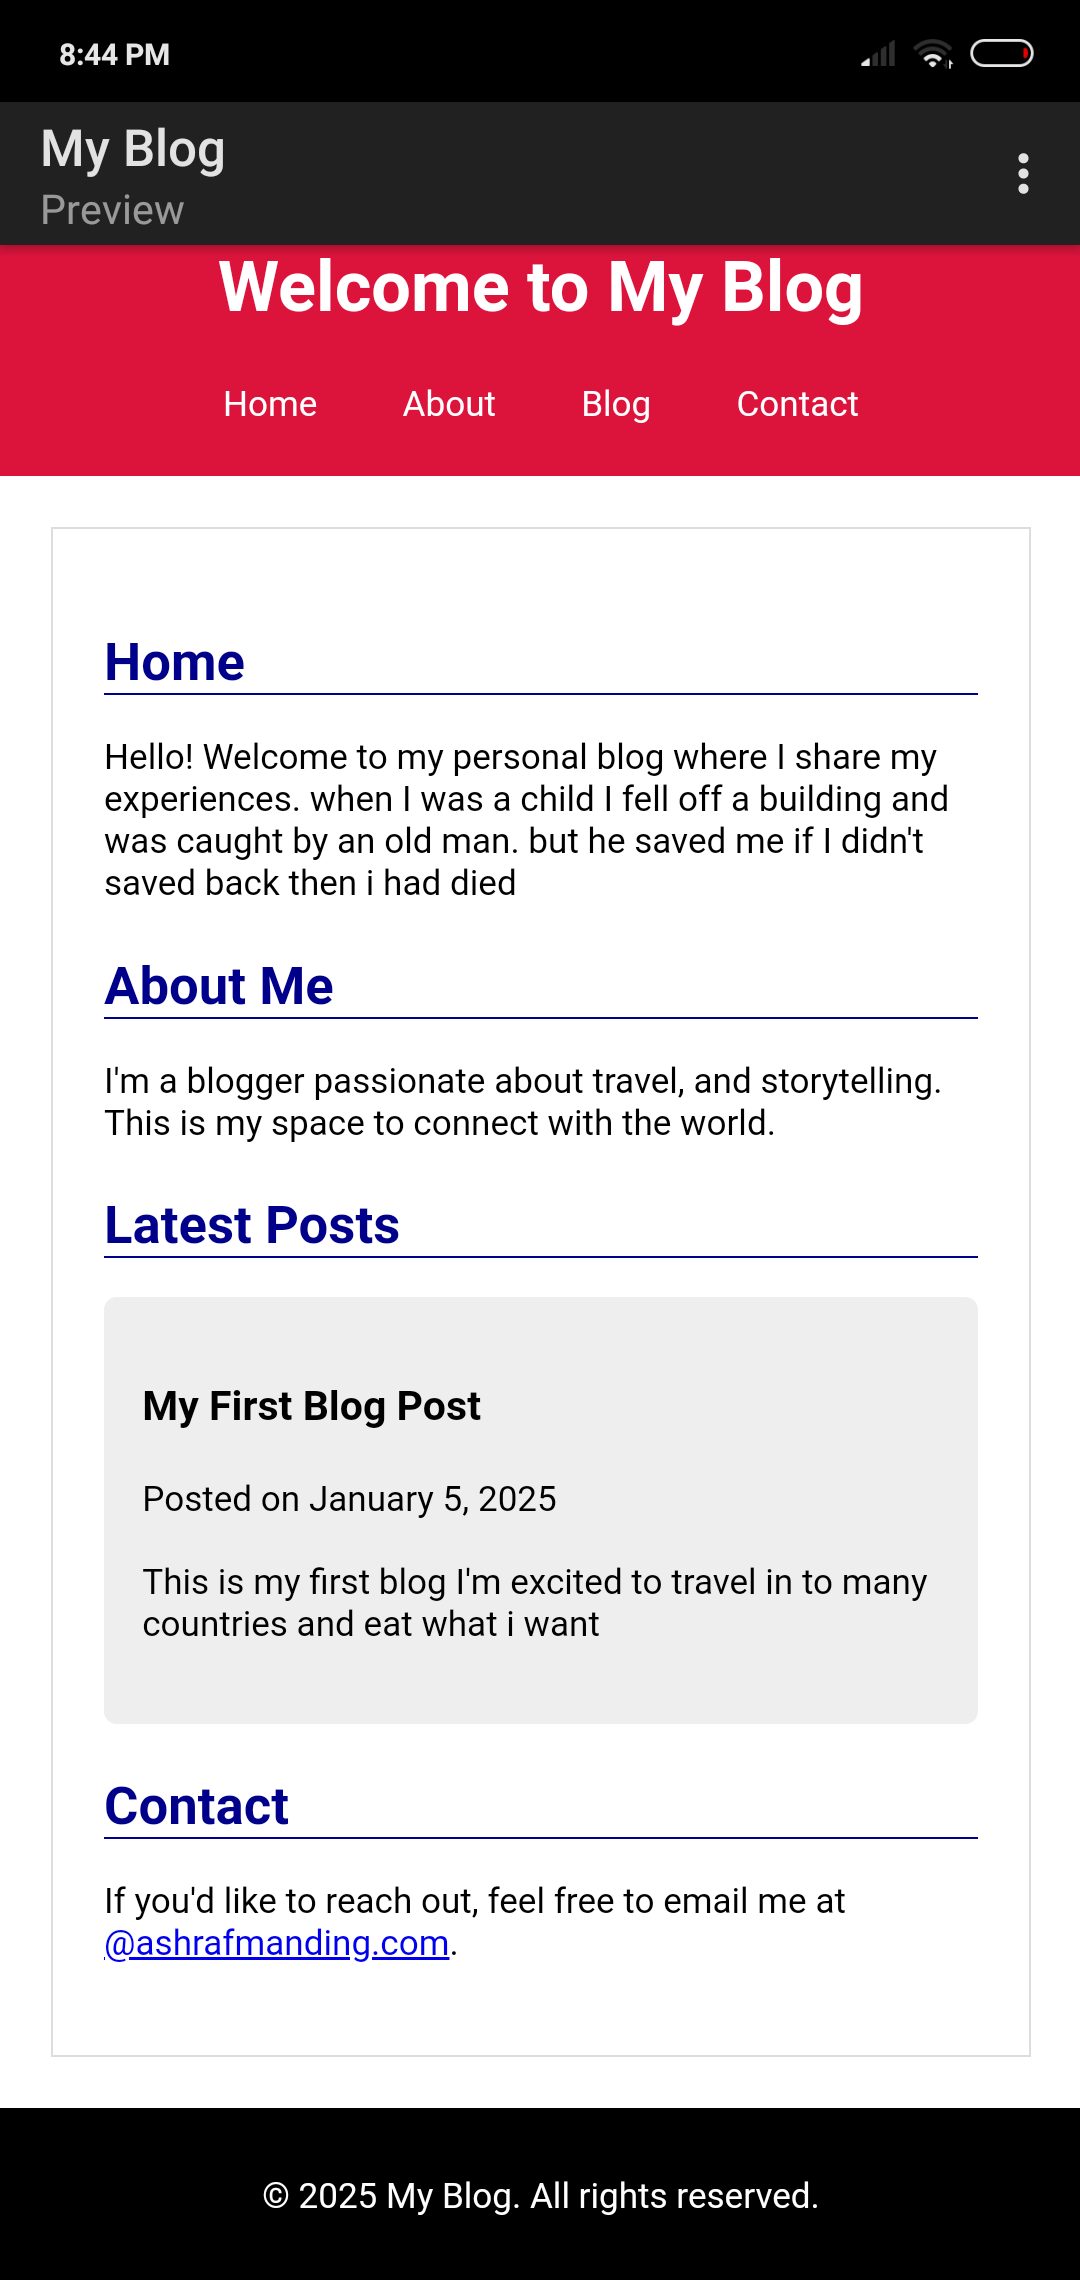 8:44 PM
My Blog
Preview
Welcome to My Blog
Home About Blog Contact
Home
Hello! Welcome to my personal blog where I share my
experiences. when I was a child I fell off a building and
was caught by an old man. but he saved me if I didn't
saved back then i had died
About Me
I'm a blogger passionate about travel, and storytelling.
This is my space to connect with the world.
Latest Posts
My First Blog Post
Posted on January 5, 2025
This is my first blog I'm excited to travel in to many
countries and eat what i want
Contact
If you'd like to reach out, feel free to email me at
@ashrafmanding.com.
© 2025 My Blog. All rights reserved.